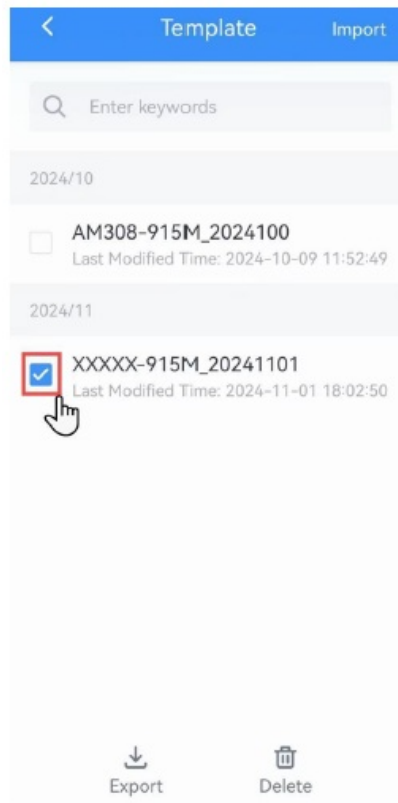 Template
Import
Enter keywords
2024/10
AM308-915M_2024100
Last Modified Time: 2024-10-09 11:52:49
2024/11
XXXXX-915M_20241101
Last Modified Time: 2024-11-01 18:02:50
Export
Delete